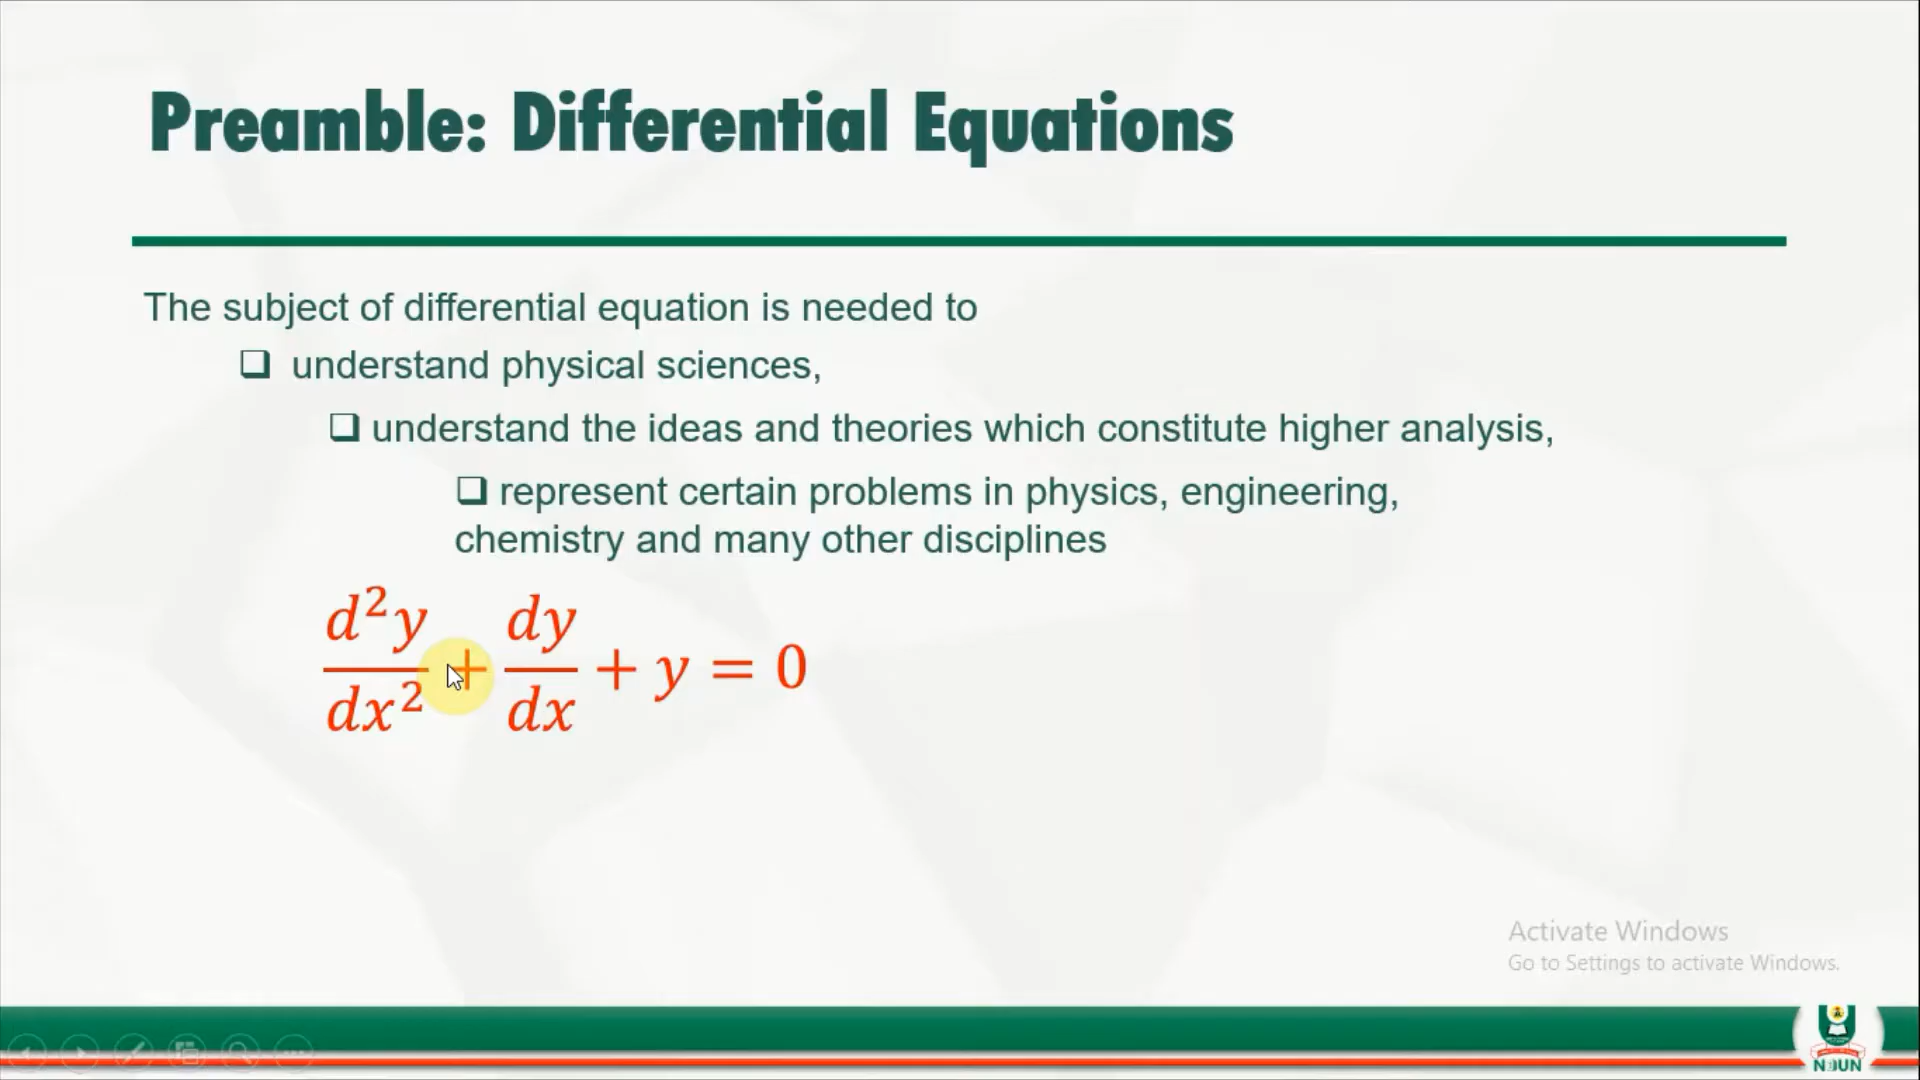 Preamble: Differential Equations
The subject of differential equation is needed to
❑ understand physical sciences,
❑ understand the ideas and theories which constitute higher analysis,
❑ represent certain problems in physics, engineering,
chemistry and many other disciplines
d²y/dx² + dy/dx + y = 0
Activate Windows
Go to Settings to activate Windows.
NOUN